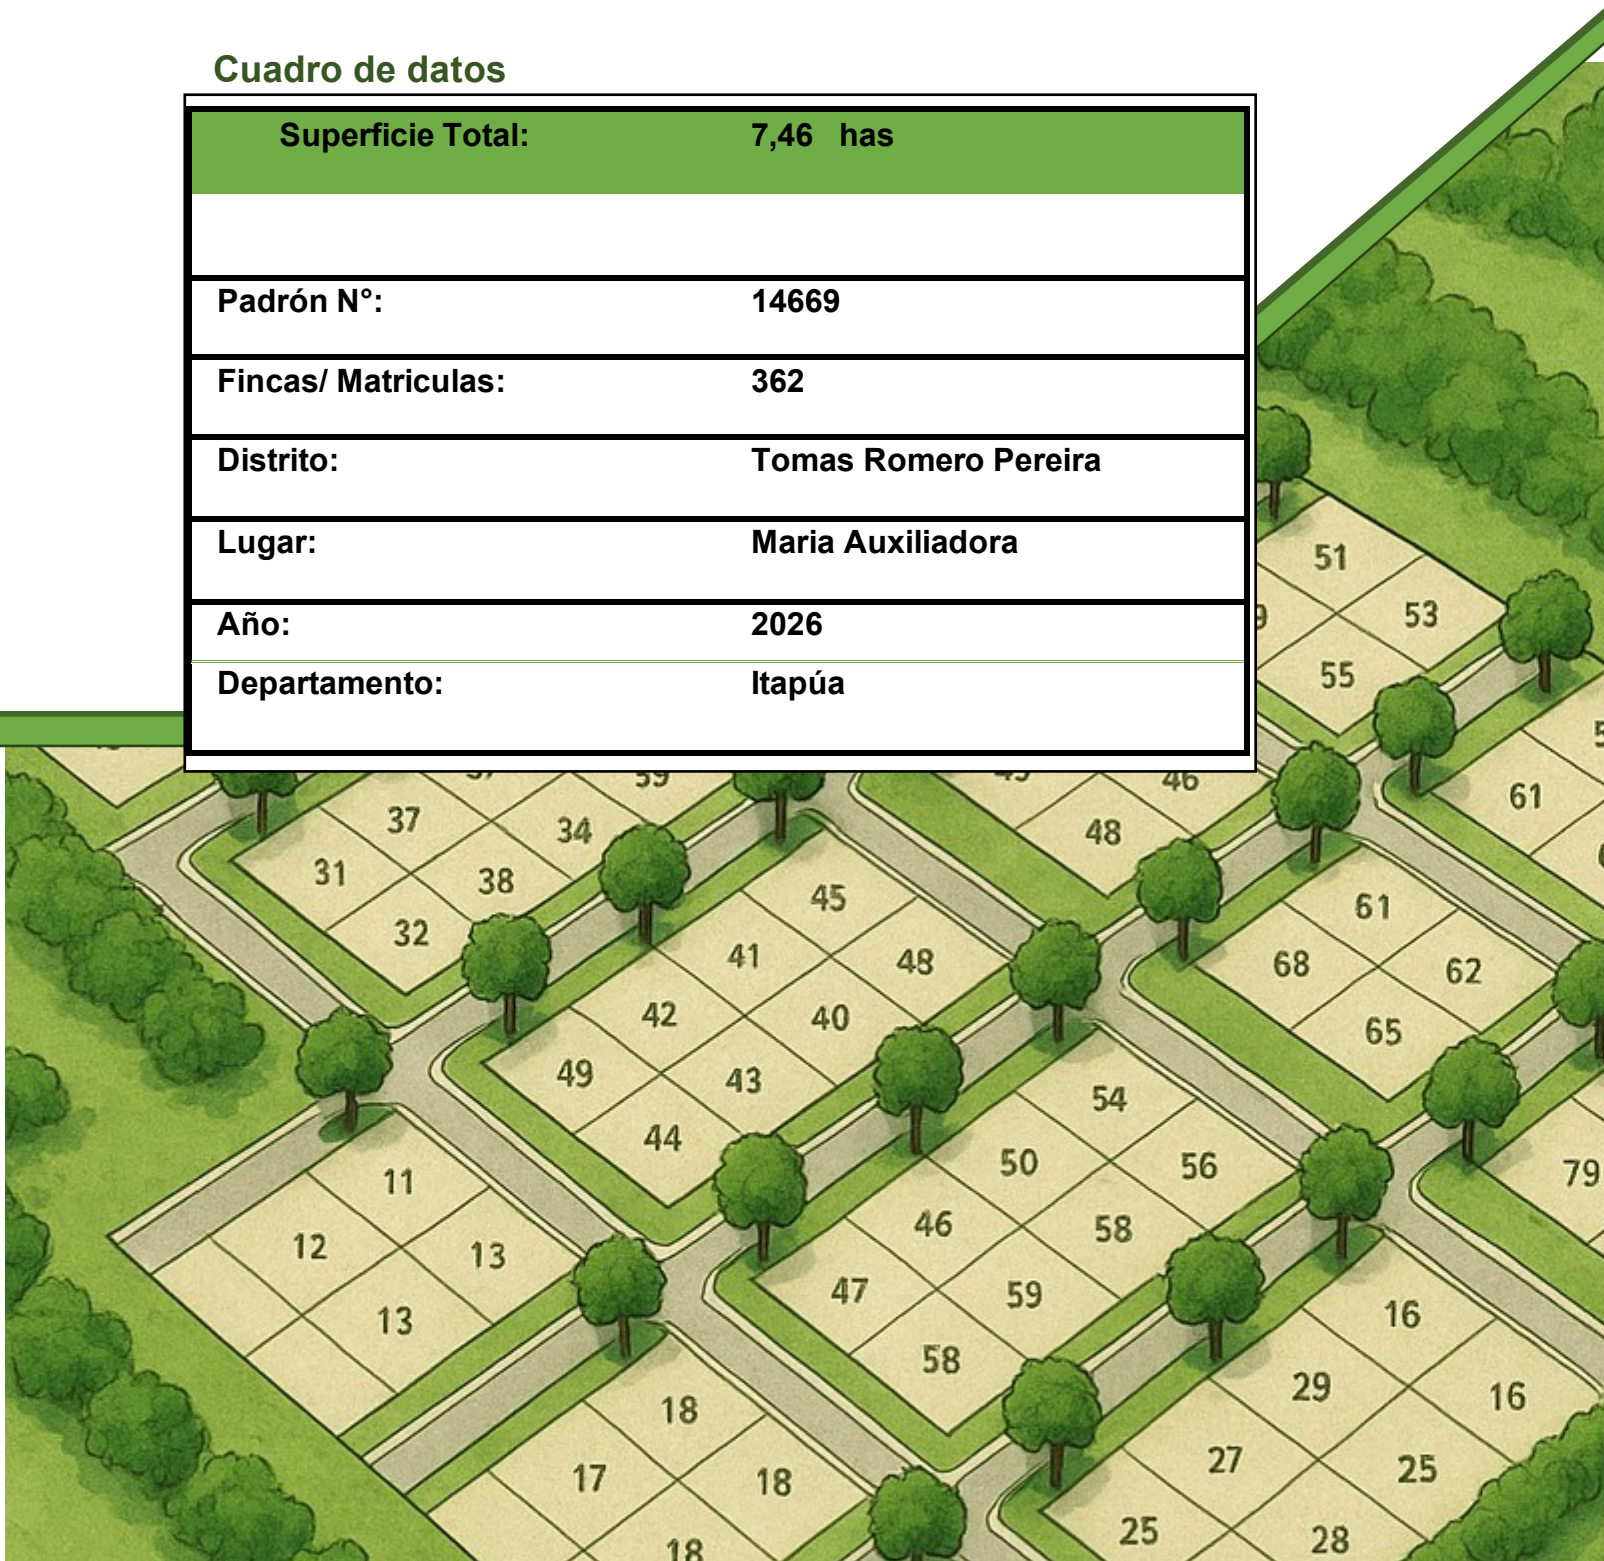 Cuadro de datos
Superficie Total: 7,46 has
Padrón N°: 14669
Fincas/ Matriculas: 362
Distrito: Tomas Romero Pereira
Lugar: Maria Auxiliadora
Año: 2026
Departamento: Itapúa
51
53
55
59 46
61
37 34 48
31 38 45 61
32 41 48 68 62
42 40 65
49 43 54
44 50 56 79
11 46 58
12 13 47 59 16
13 58 29 16
18 27 25
17 18 25 28
18